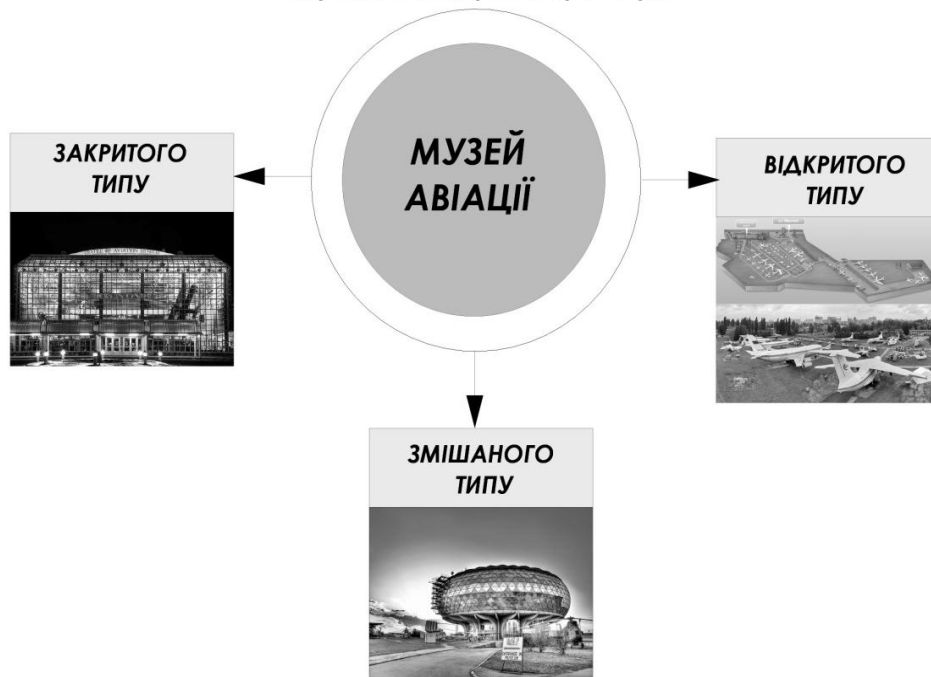 МУЗЕЙ
АВІАЦІЇ
ЗАКРИТОГО
ТИПУ
ВІДКРИТОГО
ТИПУ
ЗМІШАНОГО
ТИПУ